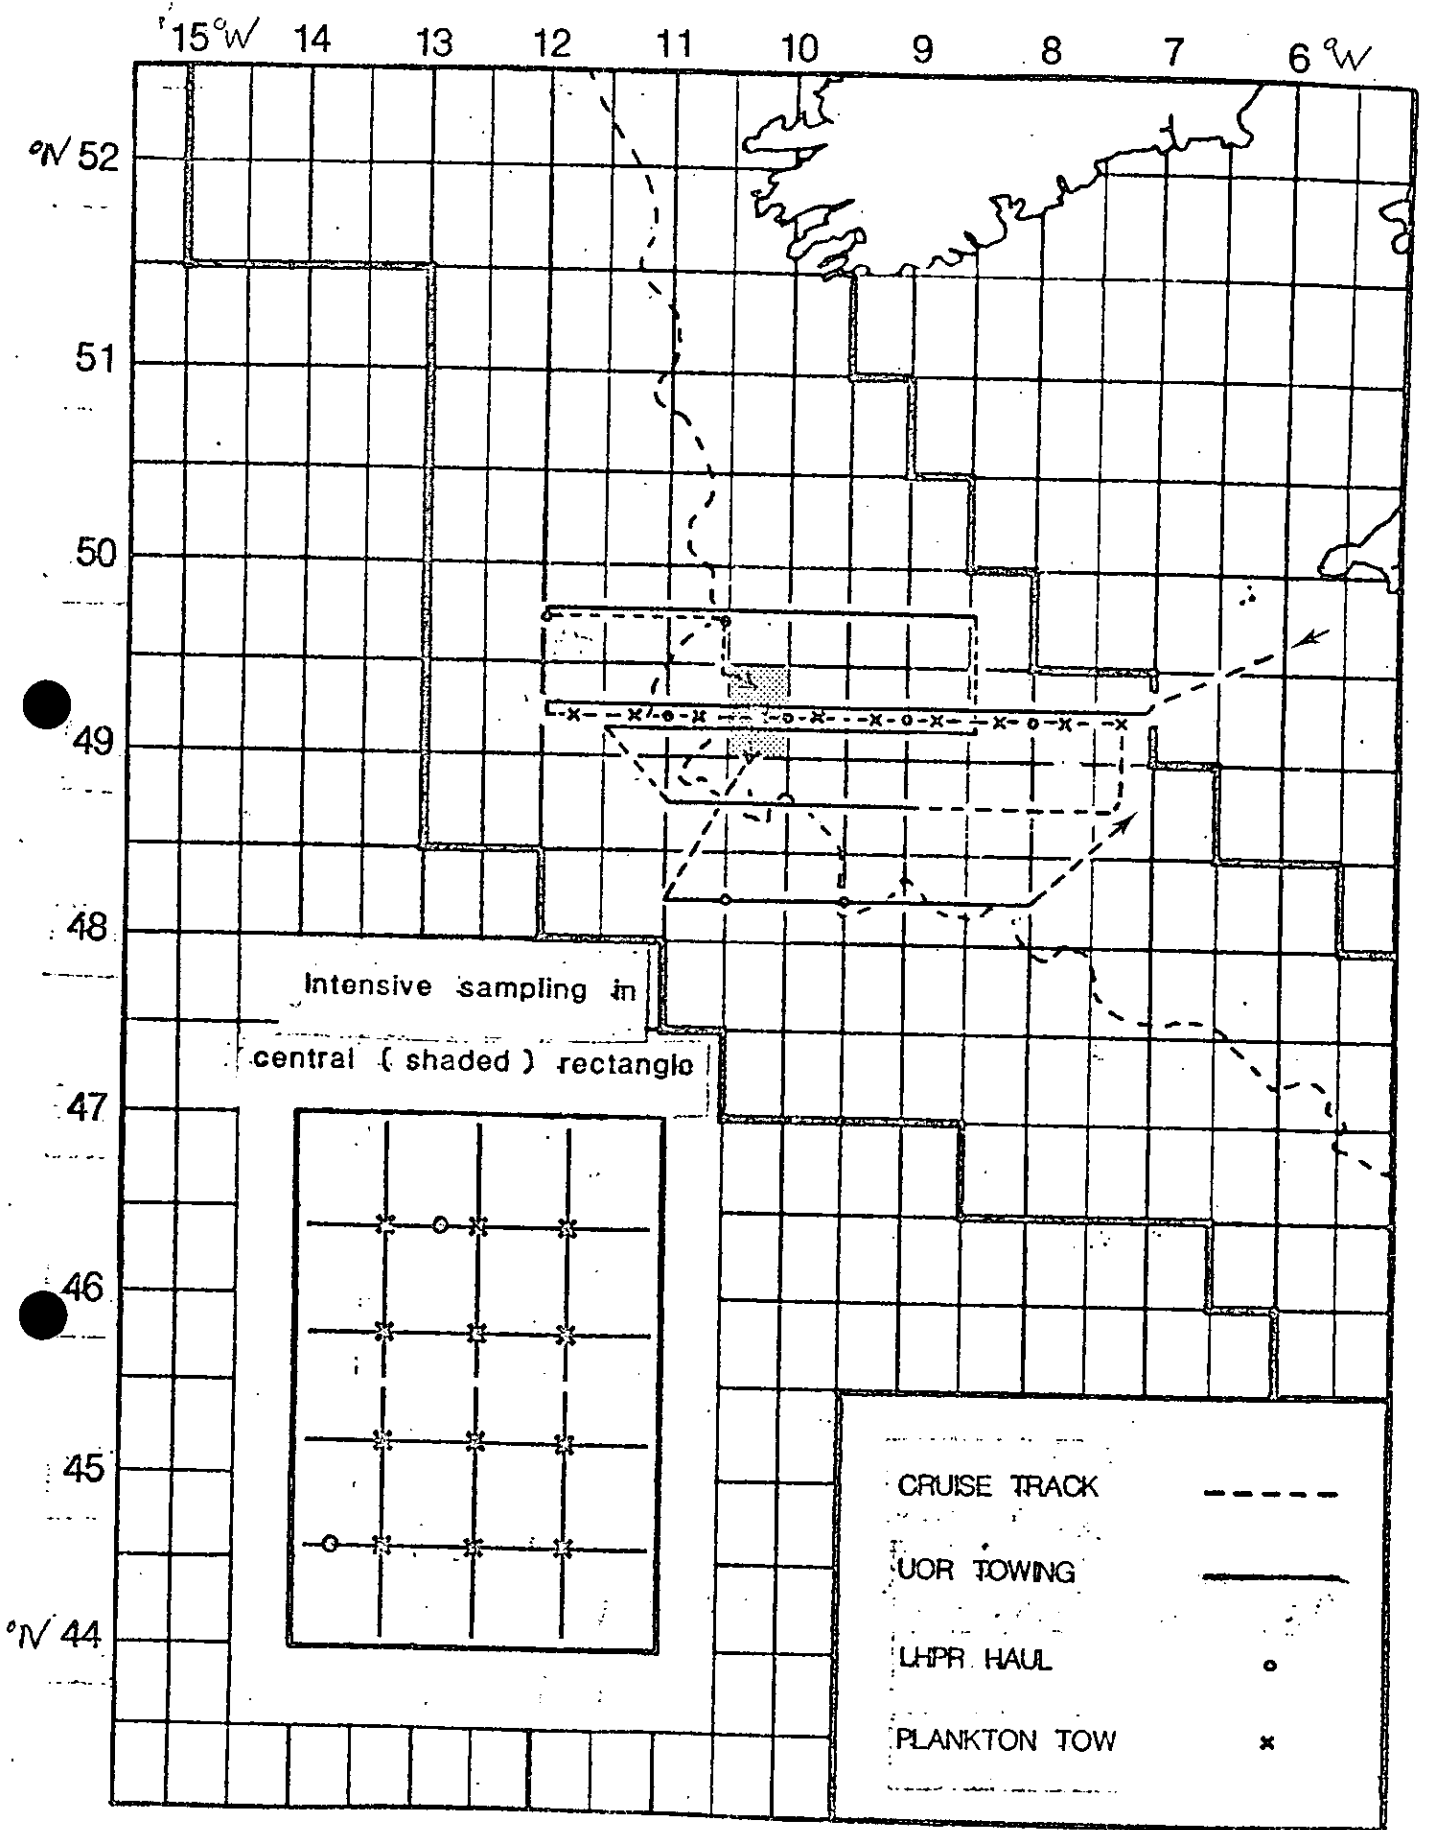 15°W 14 13 12 11 10 9 8 7 6 °W
°N 52
51
50
49
48
Intensive sampling in
central ( shaded ) rectangle
47
46
45
°N 44
CRUISE TRACK
UOR TOWING
LHPR HAUL
PLANKTON TOW